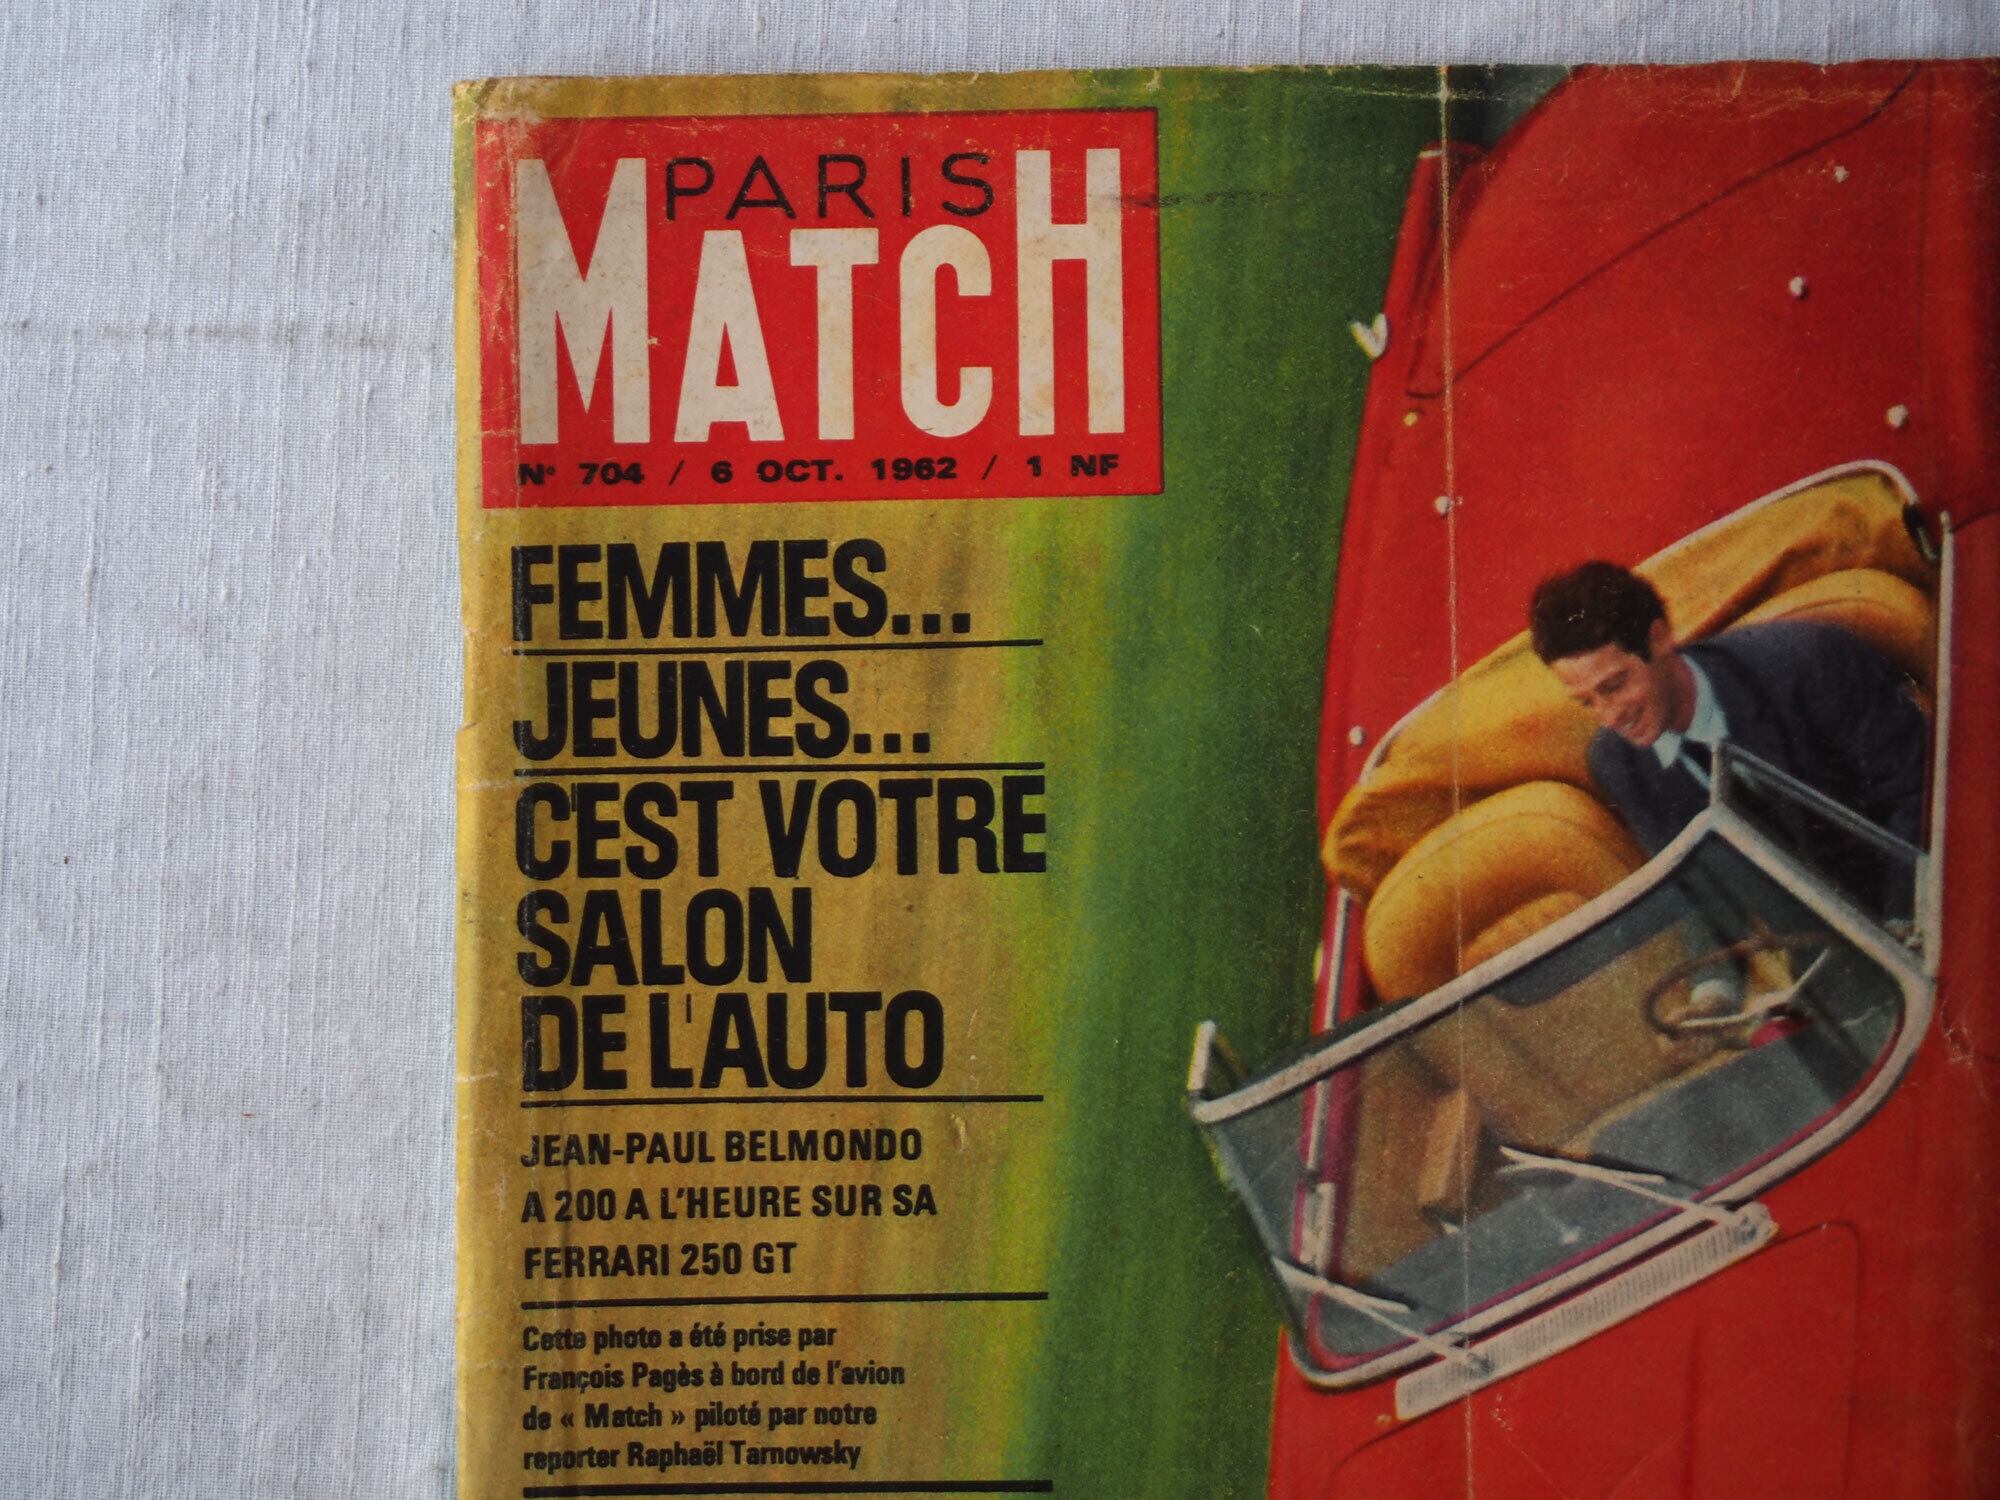 PARIS
MATCH
N° 704 / 6 OCT. 1962 / 1 NF
FEMMES...
JEUNES...
C'EST VOTRE
SALON
DE L'AUTO
JEAN-PAUL BELMONDO
A 200 A L'HEURE SUR SA
FERRARI 250 GT
Cette photo a été prise par
François Pagès à bord de l'avion
de « Match » piloté par notre
reporter Raphaël Tarnowsky